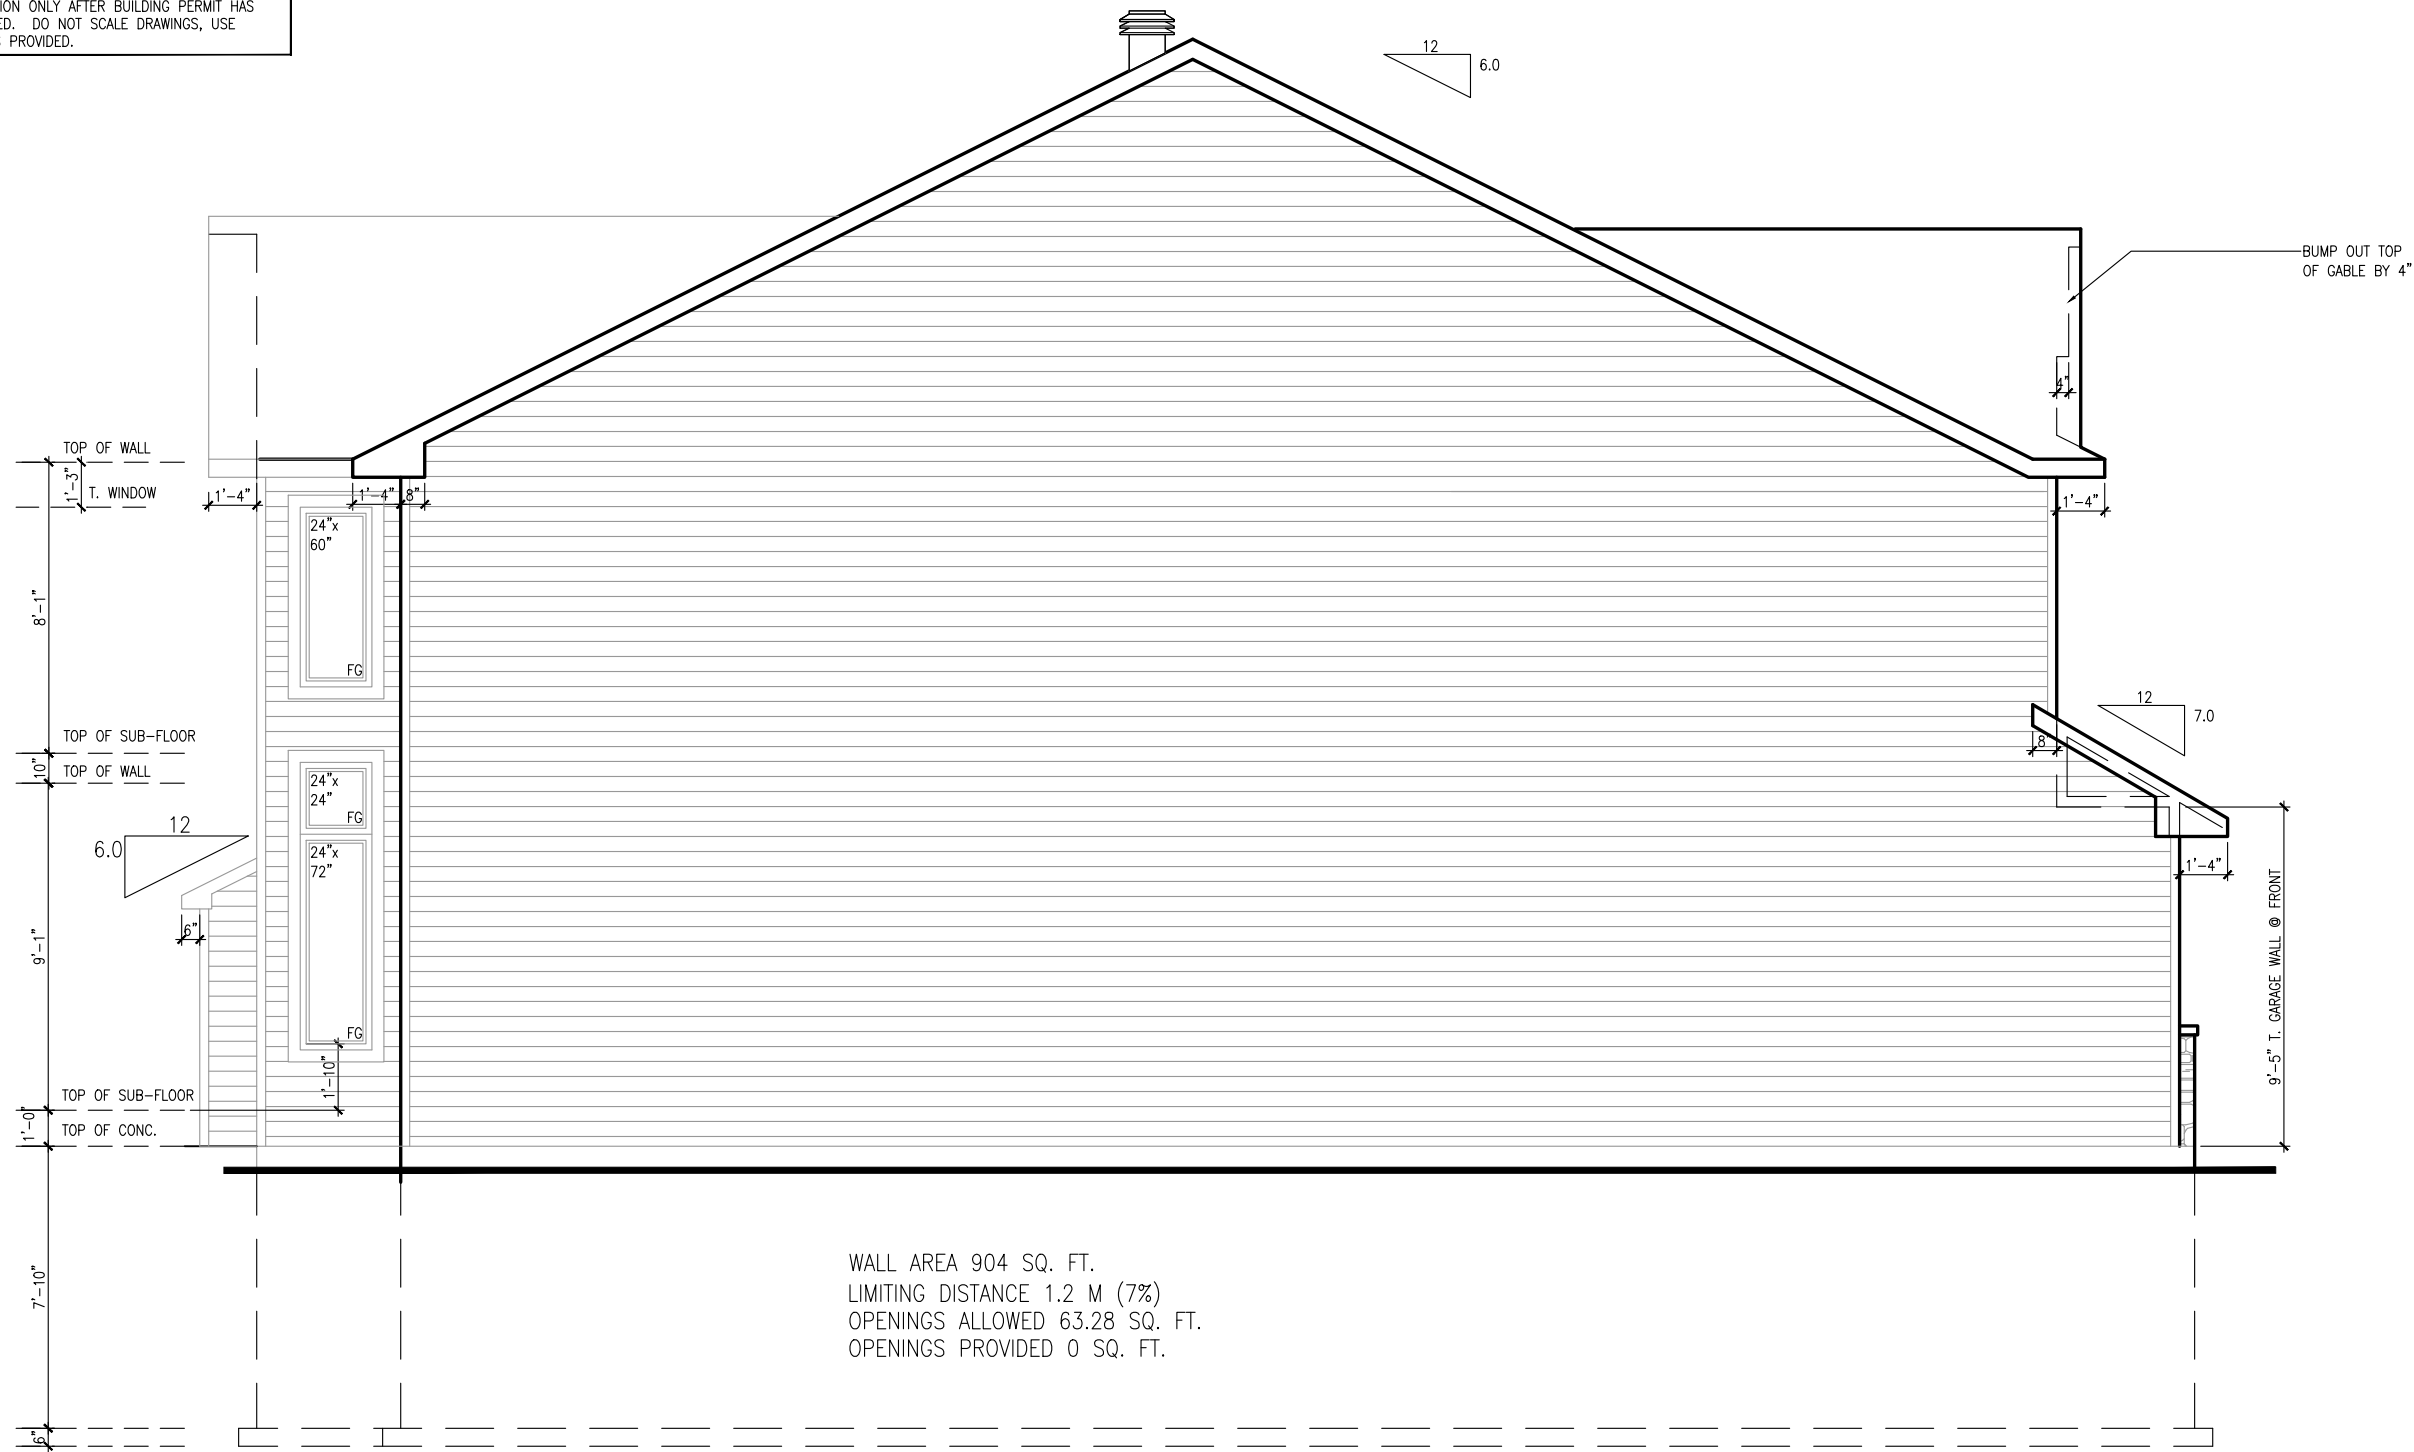 ION ONLY AFTER BUILDING PERMIT HAS
ED. DO NOT SCALE DRAWINGS, USE
PROVIDED.
12
6.0
BUMP OUT TOP
OF GABLE BY 4"
4"
TOP OF WALL
1'-3"
T. WINDOW
1'-4"
1'-4"
8"
1'-4"
24"x
60"
FG
8'-1"
12
7.0
TOP OF SUB-FLOOR
10"
TOP OF WALL
8"
24"x
24"
FG
12
6.0
24"x
72"
FG
1'-4"
6"
9'-1"
9'-5" T. GARAGE WALL @ FRONT
1'-10"
TOP OF SUB-FLOOR
1'-0"
TOP OF CONC.
7'-10"
WALL AREA 904 SQ. FT.
LIMITING DISTANCE 1.2 M (7%)
OPENINGS ALLOWED 63.28 SQ. FT.
OPENINGS PROVIDED 0 SQ. FT.
6"